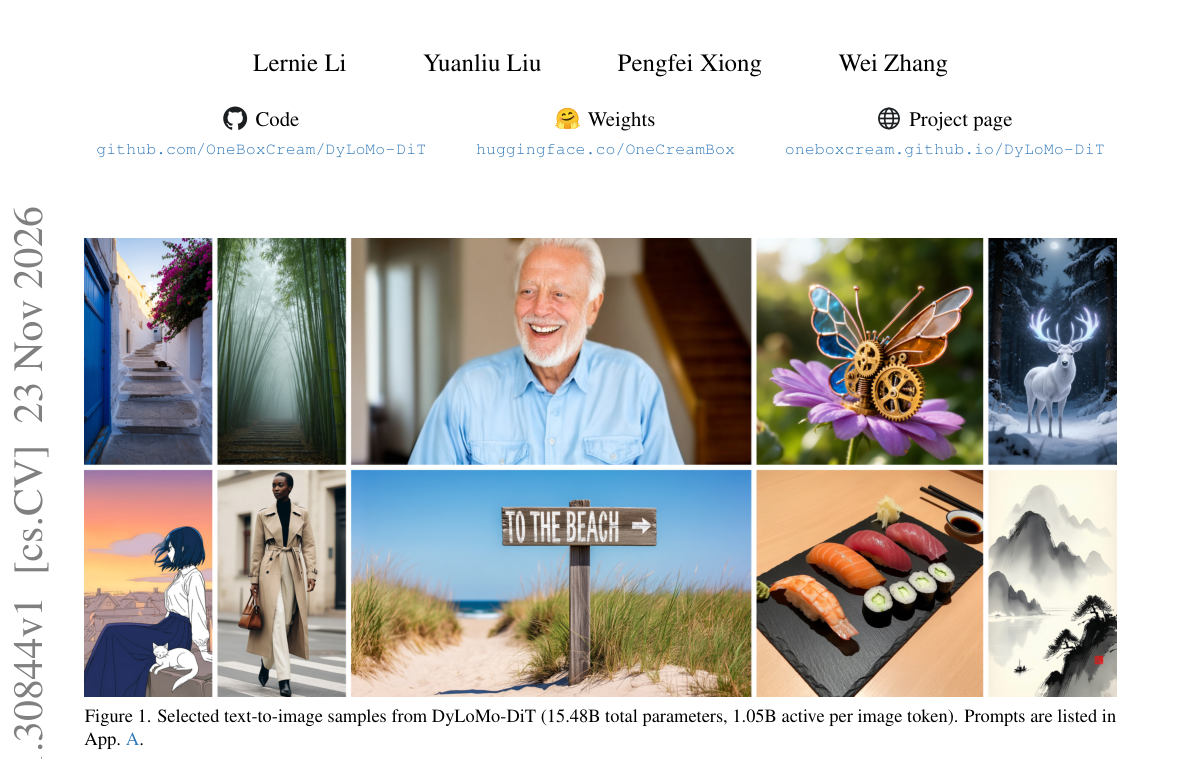 Lernie Li Yuanliu Liu Pengfei Xiong Wei Zhang
Code Weights Project page
github.com/OneBoxCream/DyLoMo-DiT huggingface.co/OneCreamBox oneboxcream.github.io/DyLoMo-DiT
.30844v1 [cs.CV] 23 Nov 2026
TO THE BEACH →
Figure 1. Selected text-to-image samples from DyLoMo-DiT (15.48B total parameters, 1.05B active per image token). Prompts are listed in
App. A.